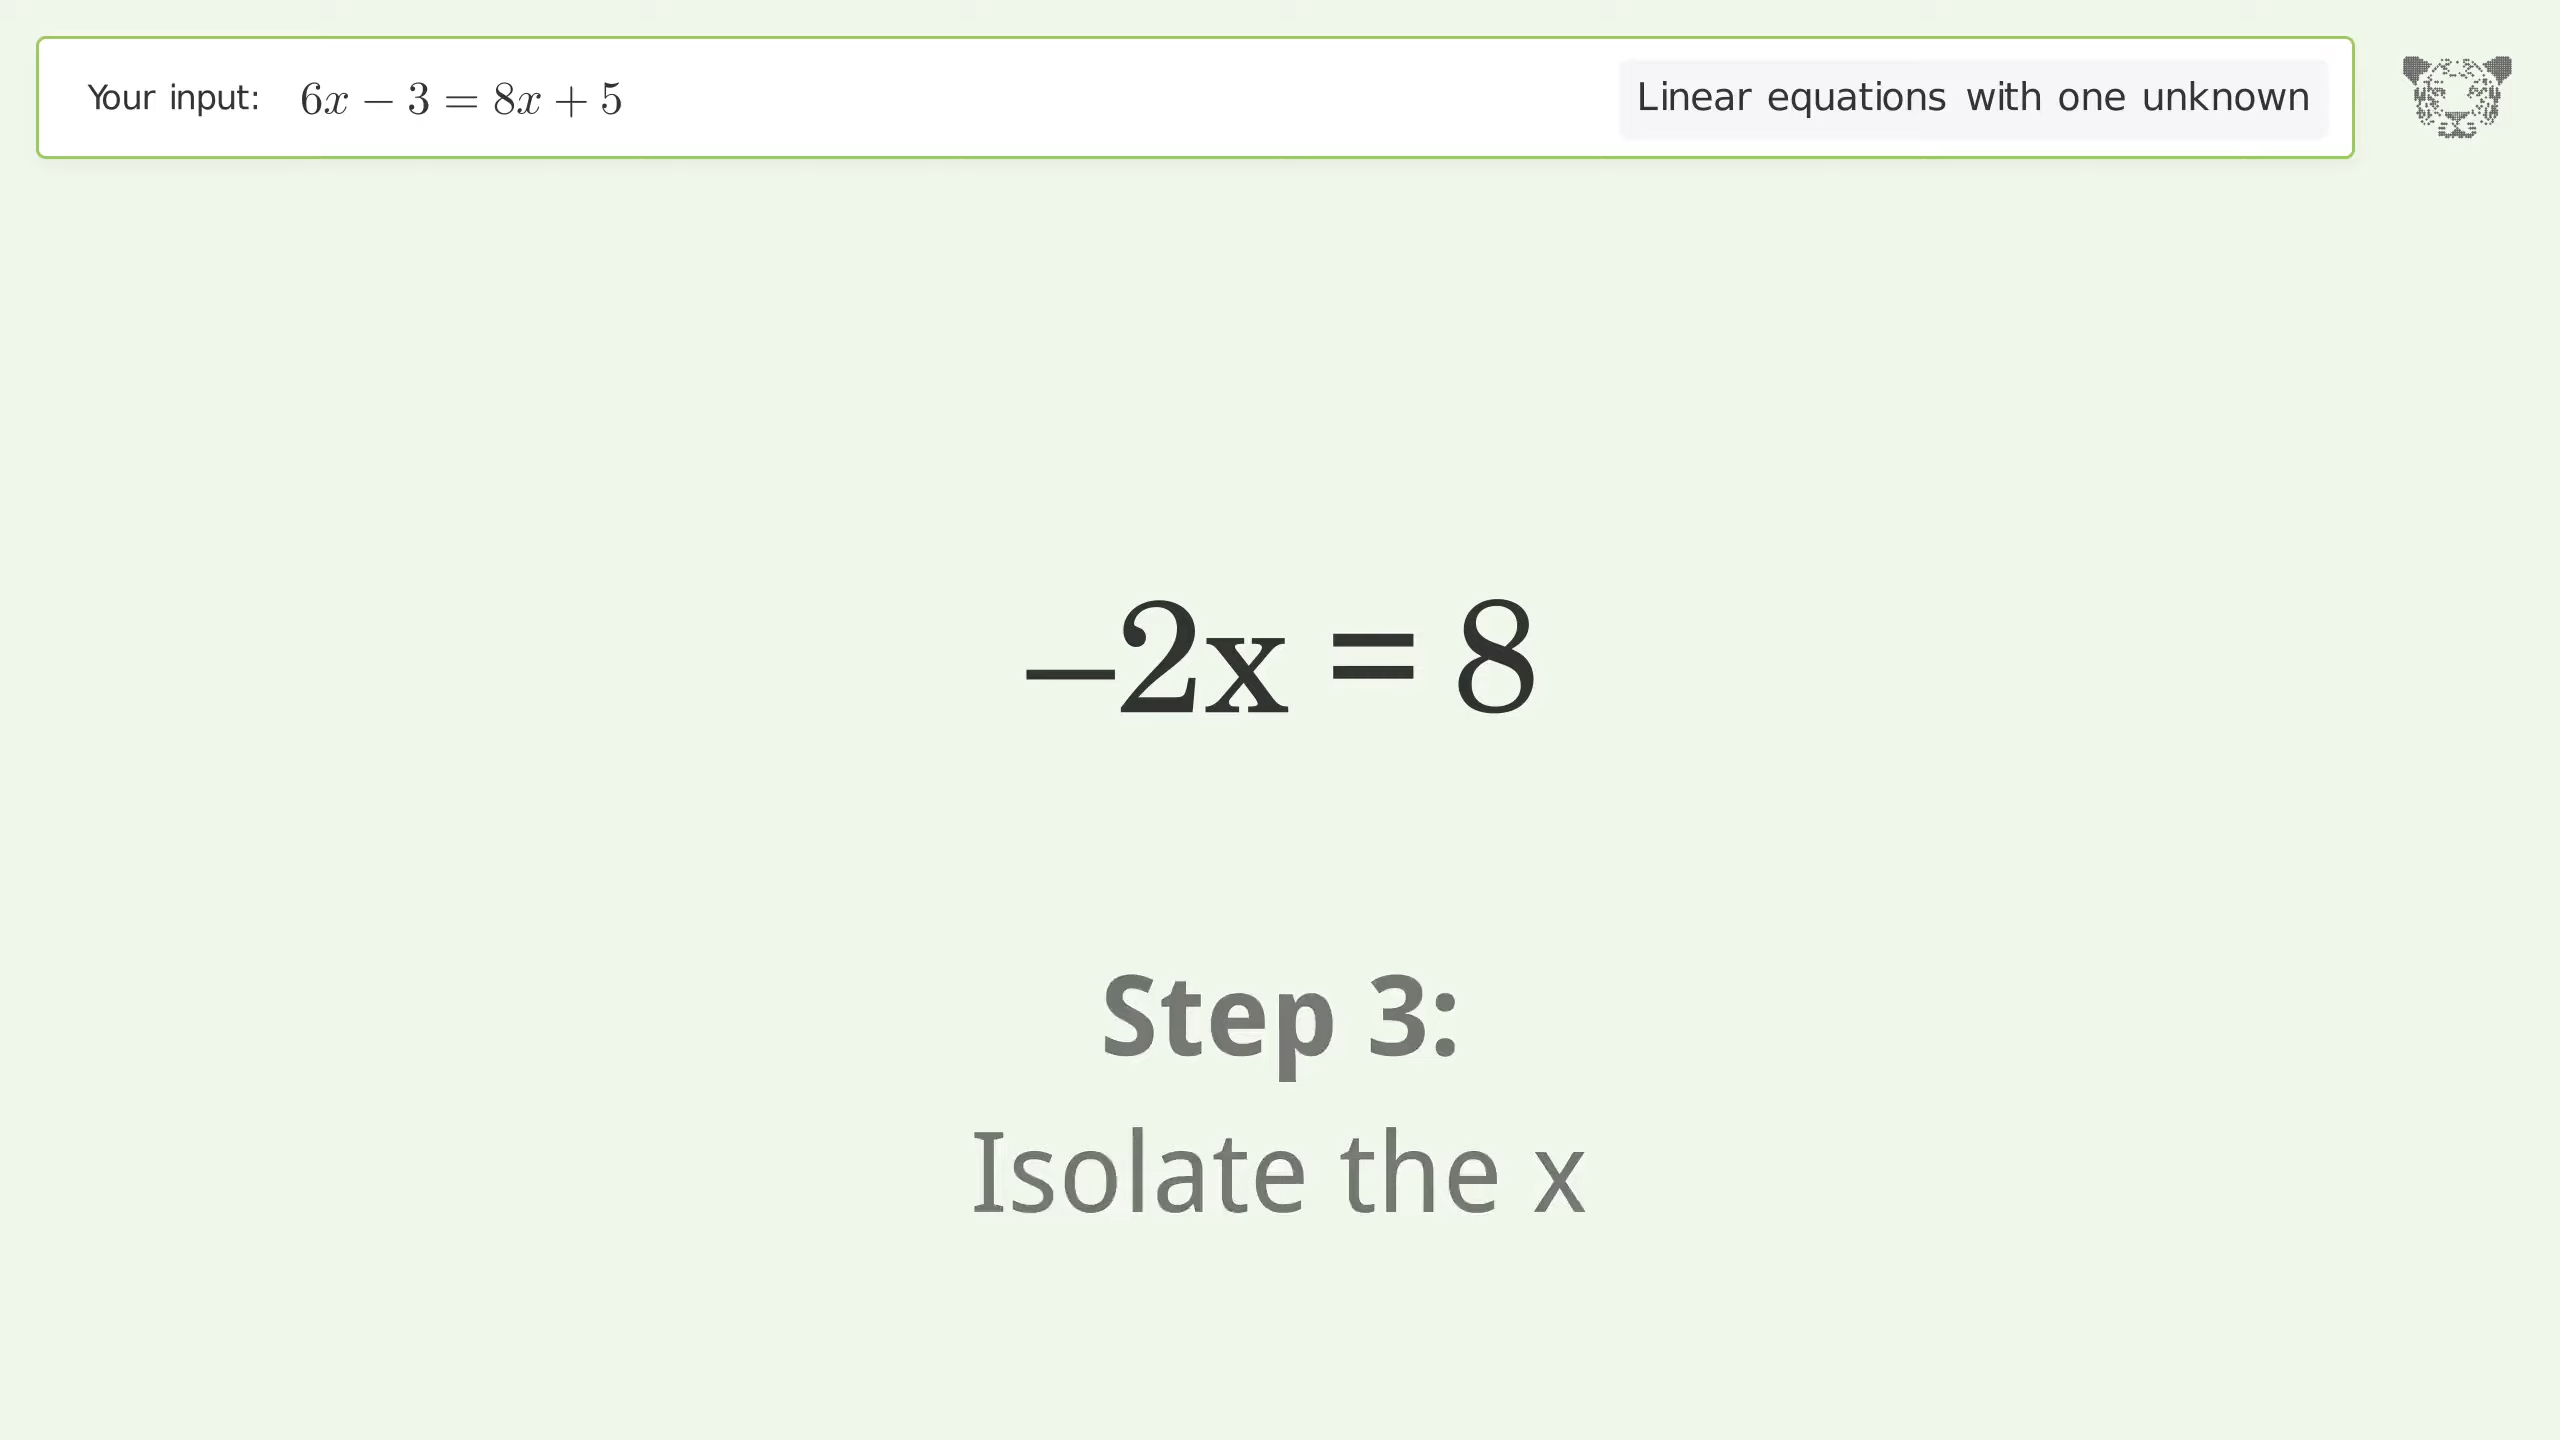 Your input: 6x − 3 = 8x + 5
Linear equations with one unknown
−2x = 8
Step 3:
Isolate the x